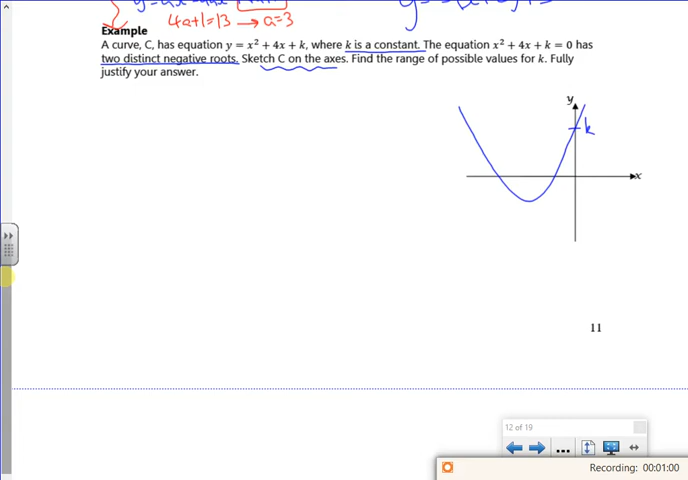 4a+1=13 → a=3
Example
A curve, C, has equation y = x² + 4x + k, where k is a constant. The equation x² + 4x + k = 0 has
two distinct negative roots. Sketch C on the axes. Find the range of possible values for k. Fully
justify your answer.
y
k
x
11
12 of 19
...
Recording: 00:01:00